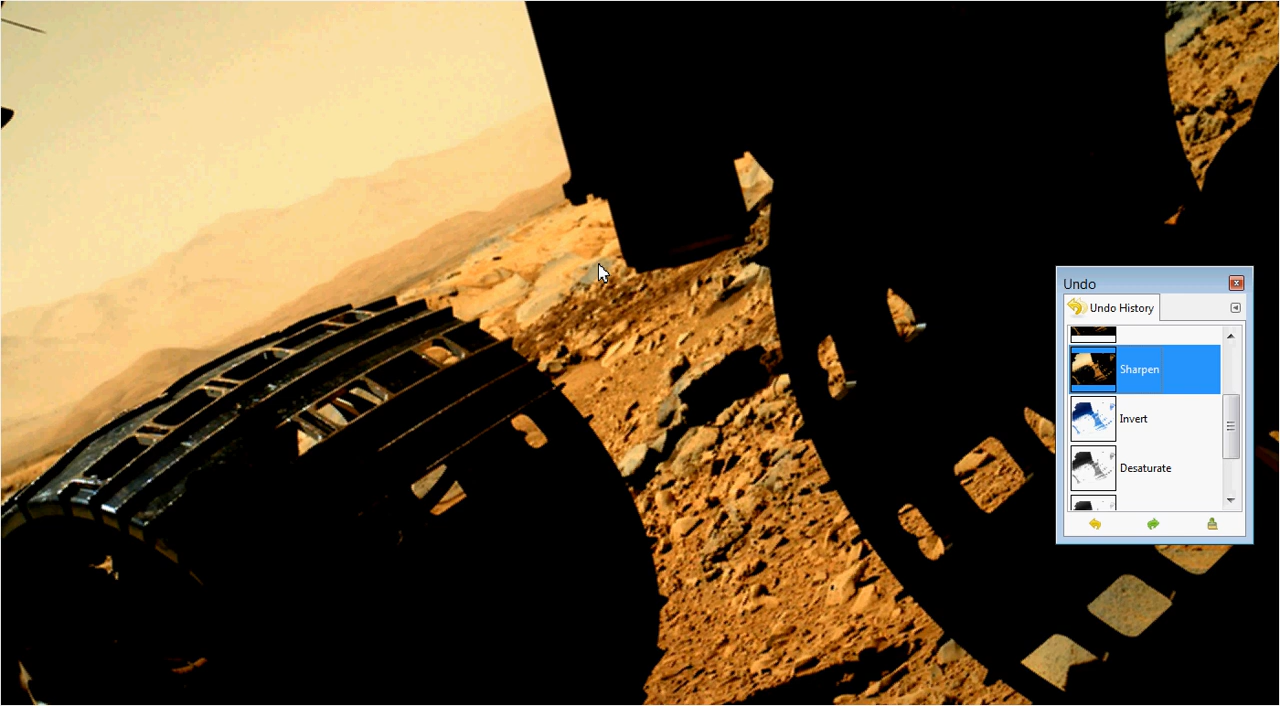 Undo
Undo History
Sharpen
Invert
Desaturate